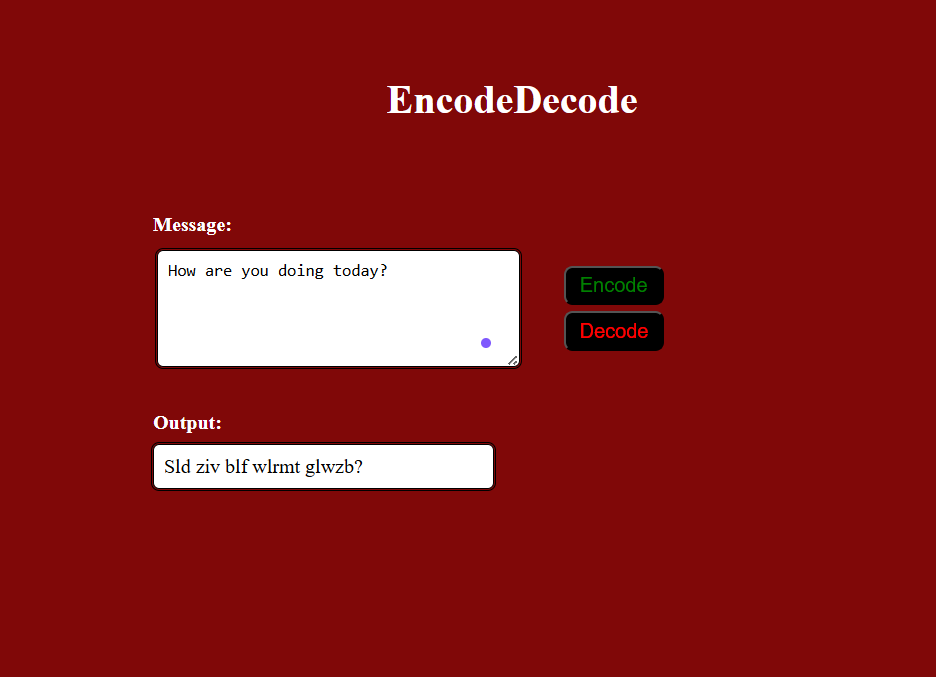 EncodeDecode
Message:
How are you doing today?
Encode
Decode
Output:
Sld ziv blf wlrmt glwzb?